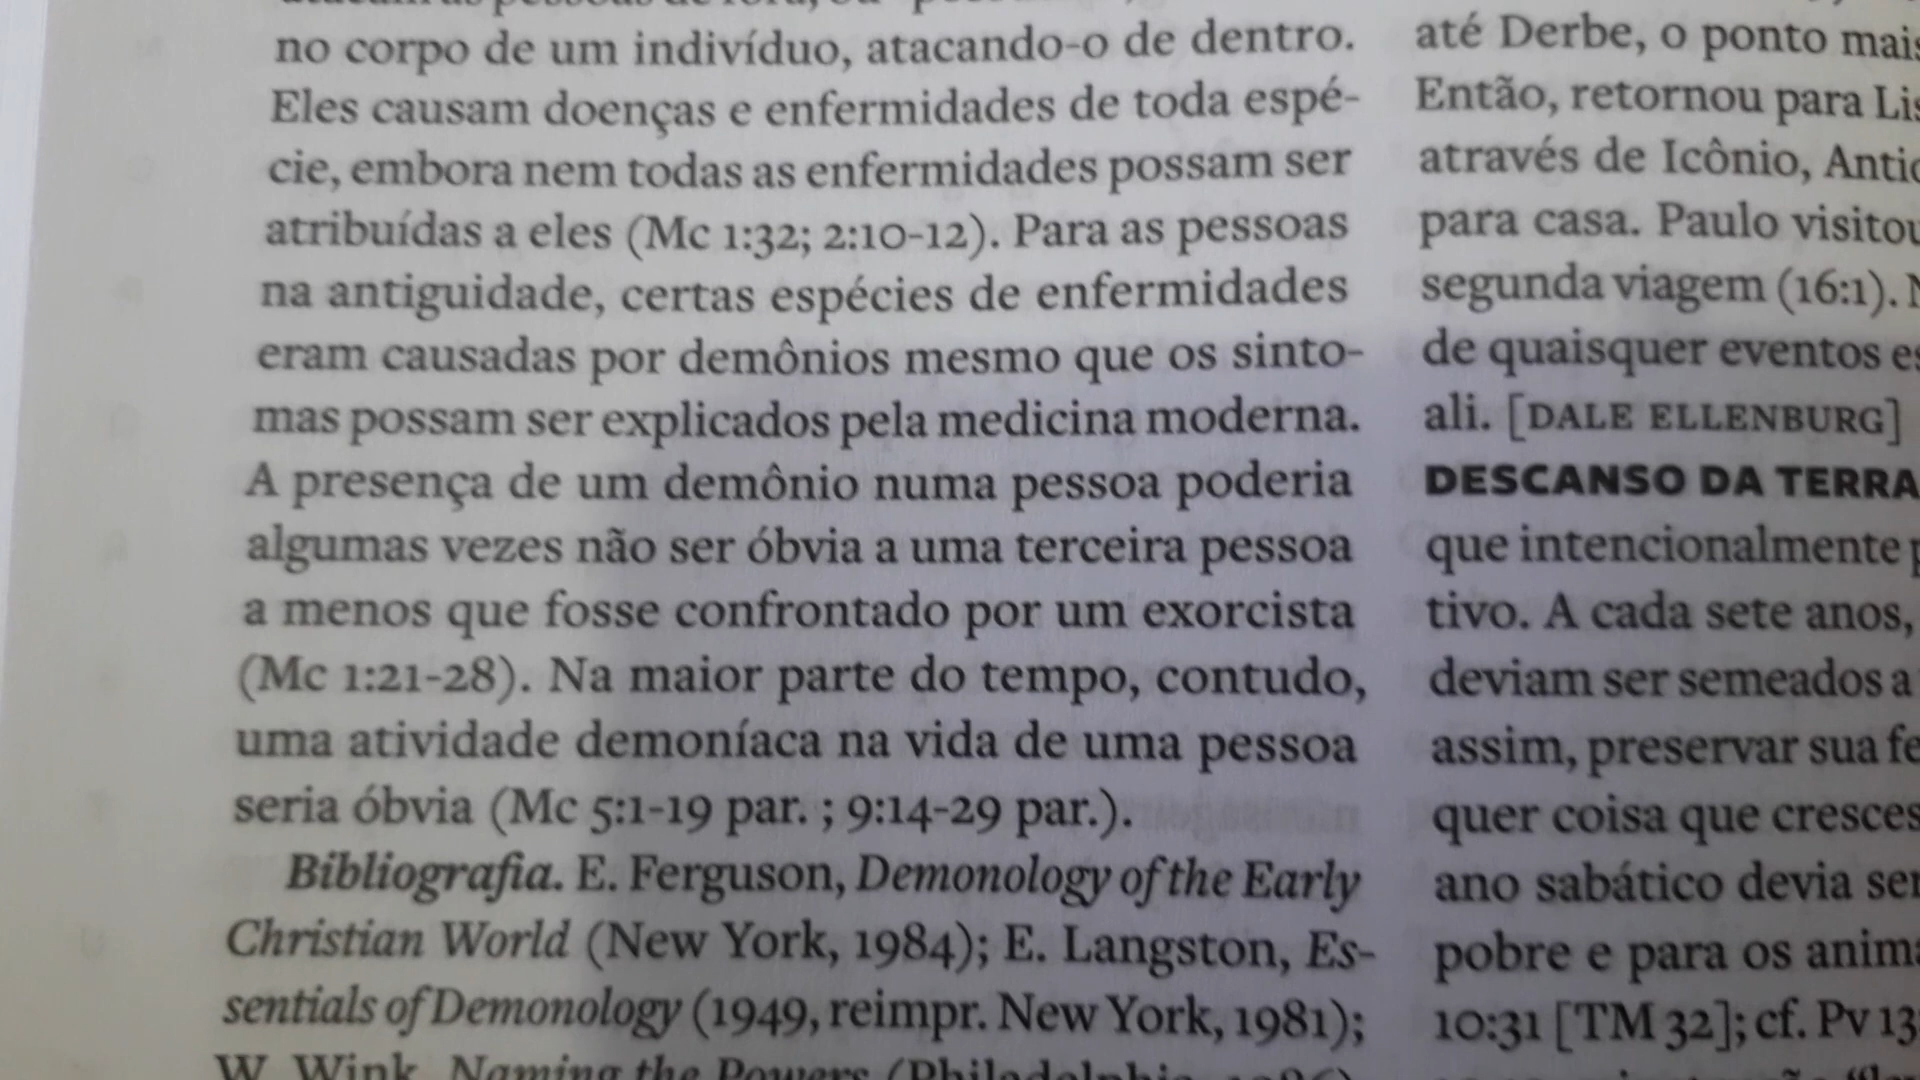 no corpo de um indivíduo, atacando-o de dentro.
Eles causam doenças e enfermidades de toda espé-
cie, embora nem todas as enfermidades possam ser
atribuídas a eles (Mc 1:32; 2:10-12). Para as pessoas
na antiguidade, certas espécies de enfermidades
eram causadas por demônios mesmo que os sinto-
mas possam ser explicados pela medicina moderna.
A presença de um demônio numa pessoa poderia
algumas vezes não ser óbvia a uma terceira pessoa
a menos que fosse confrontado por um exorcista
(Mc 1:21-28). Na maior parte do tempo, contudo,
uma atividade demoníaca na vida de uma pessoa
seria óbvia (Mc 5:1-19 par. ; 9:14-29 par.).
Bibliografia. E. Ferguson, Demonology of the Early
Christian World (New York, 1984); E. Langston, Es-
sentials of Demonology (1949, reimpr. New York, 1981);
W. Wink, Naming the Powers (Philadelphia, 1986)
até Derbe, o ponto mais
Então, retornou para
através de Icônio,
para casa. Paulo visitou
segunda viagem (16:1).
de quaisquer eventos
ali. [DALE ELLENBURG]
DESCANSO DA TERRA
que intencionalmente
tivo. A cada sete anos,
deviam ser semeados a
assim, preservar sua
quer coisa que
ano sabático devia
pobre e para os
10:31 [TM 32]; cf. Pv 13